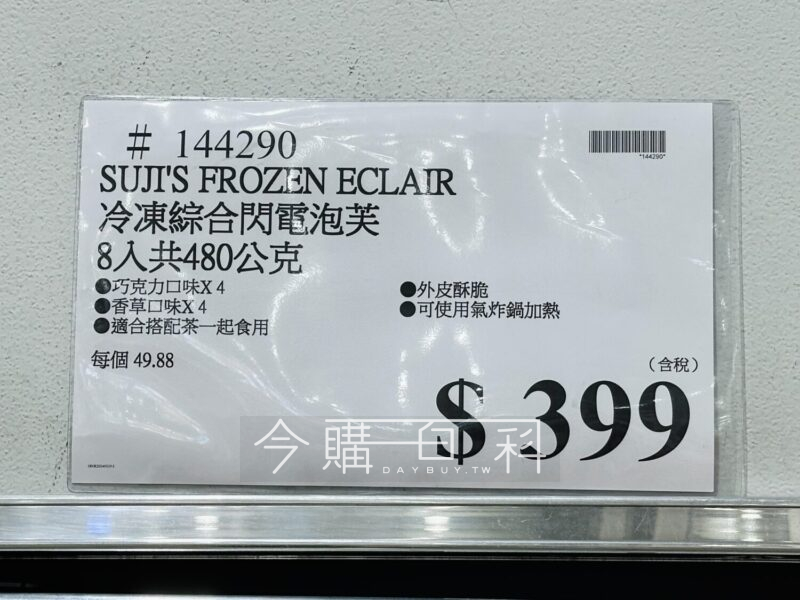 # 144290
*144290*
SUJI'S FROZEN ECLAIR
冷凍綜合閃電泡芙
8入共480公克
●巧克力口味X 4
●香草口味X 4
●適合搭配茶一起食用
●外皮酥脆
●可使用氣炸鍋加熱
每個 49.88
(含稅)
$ 399
今購百科
DAYBUY.TW